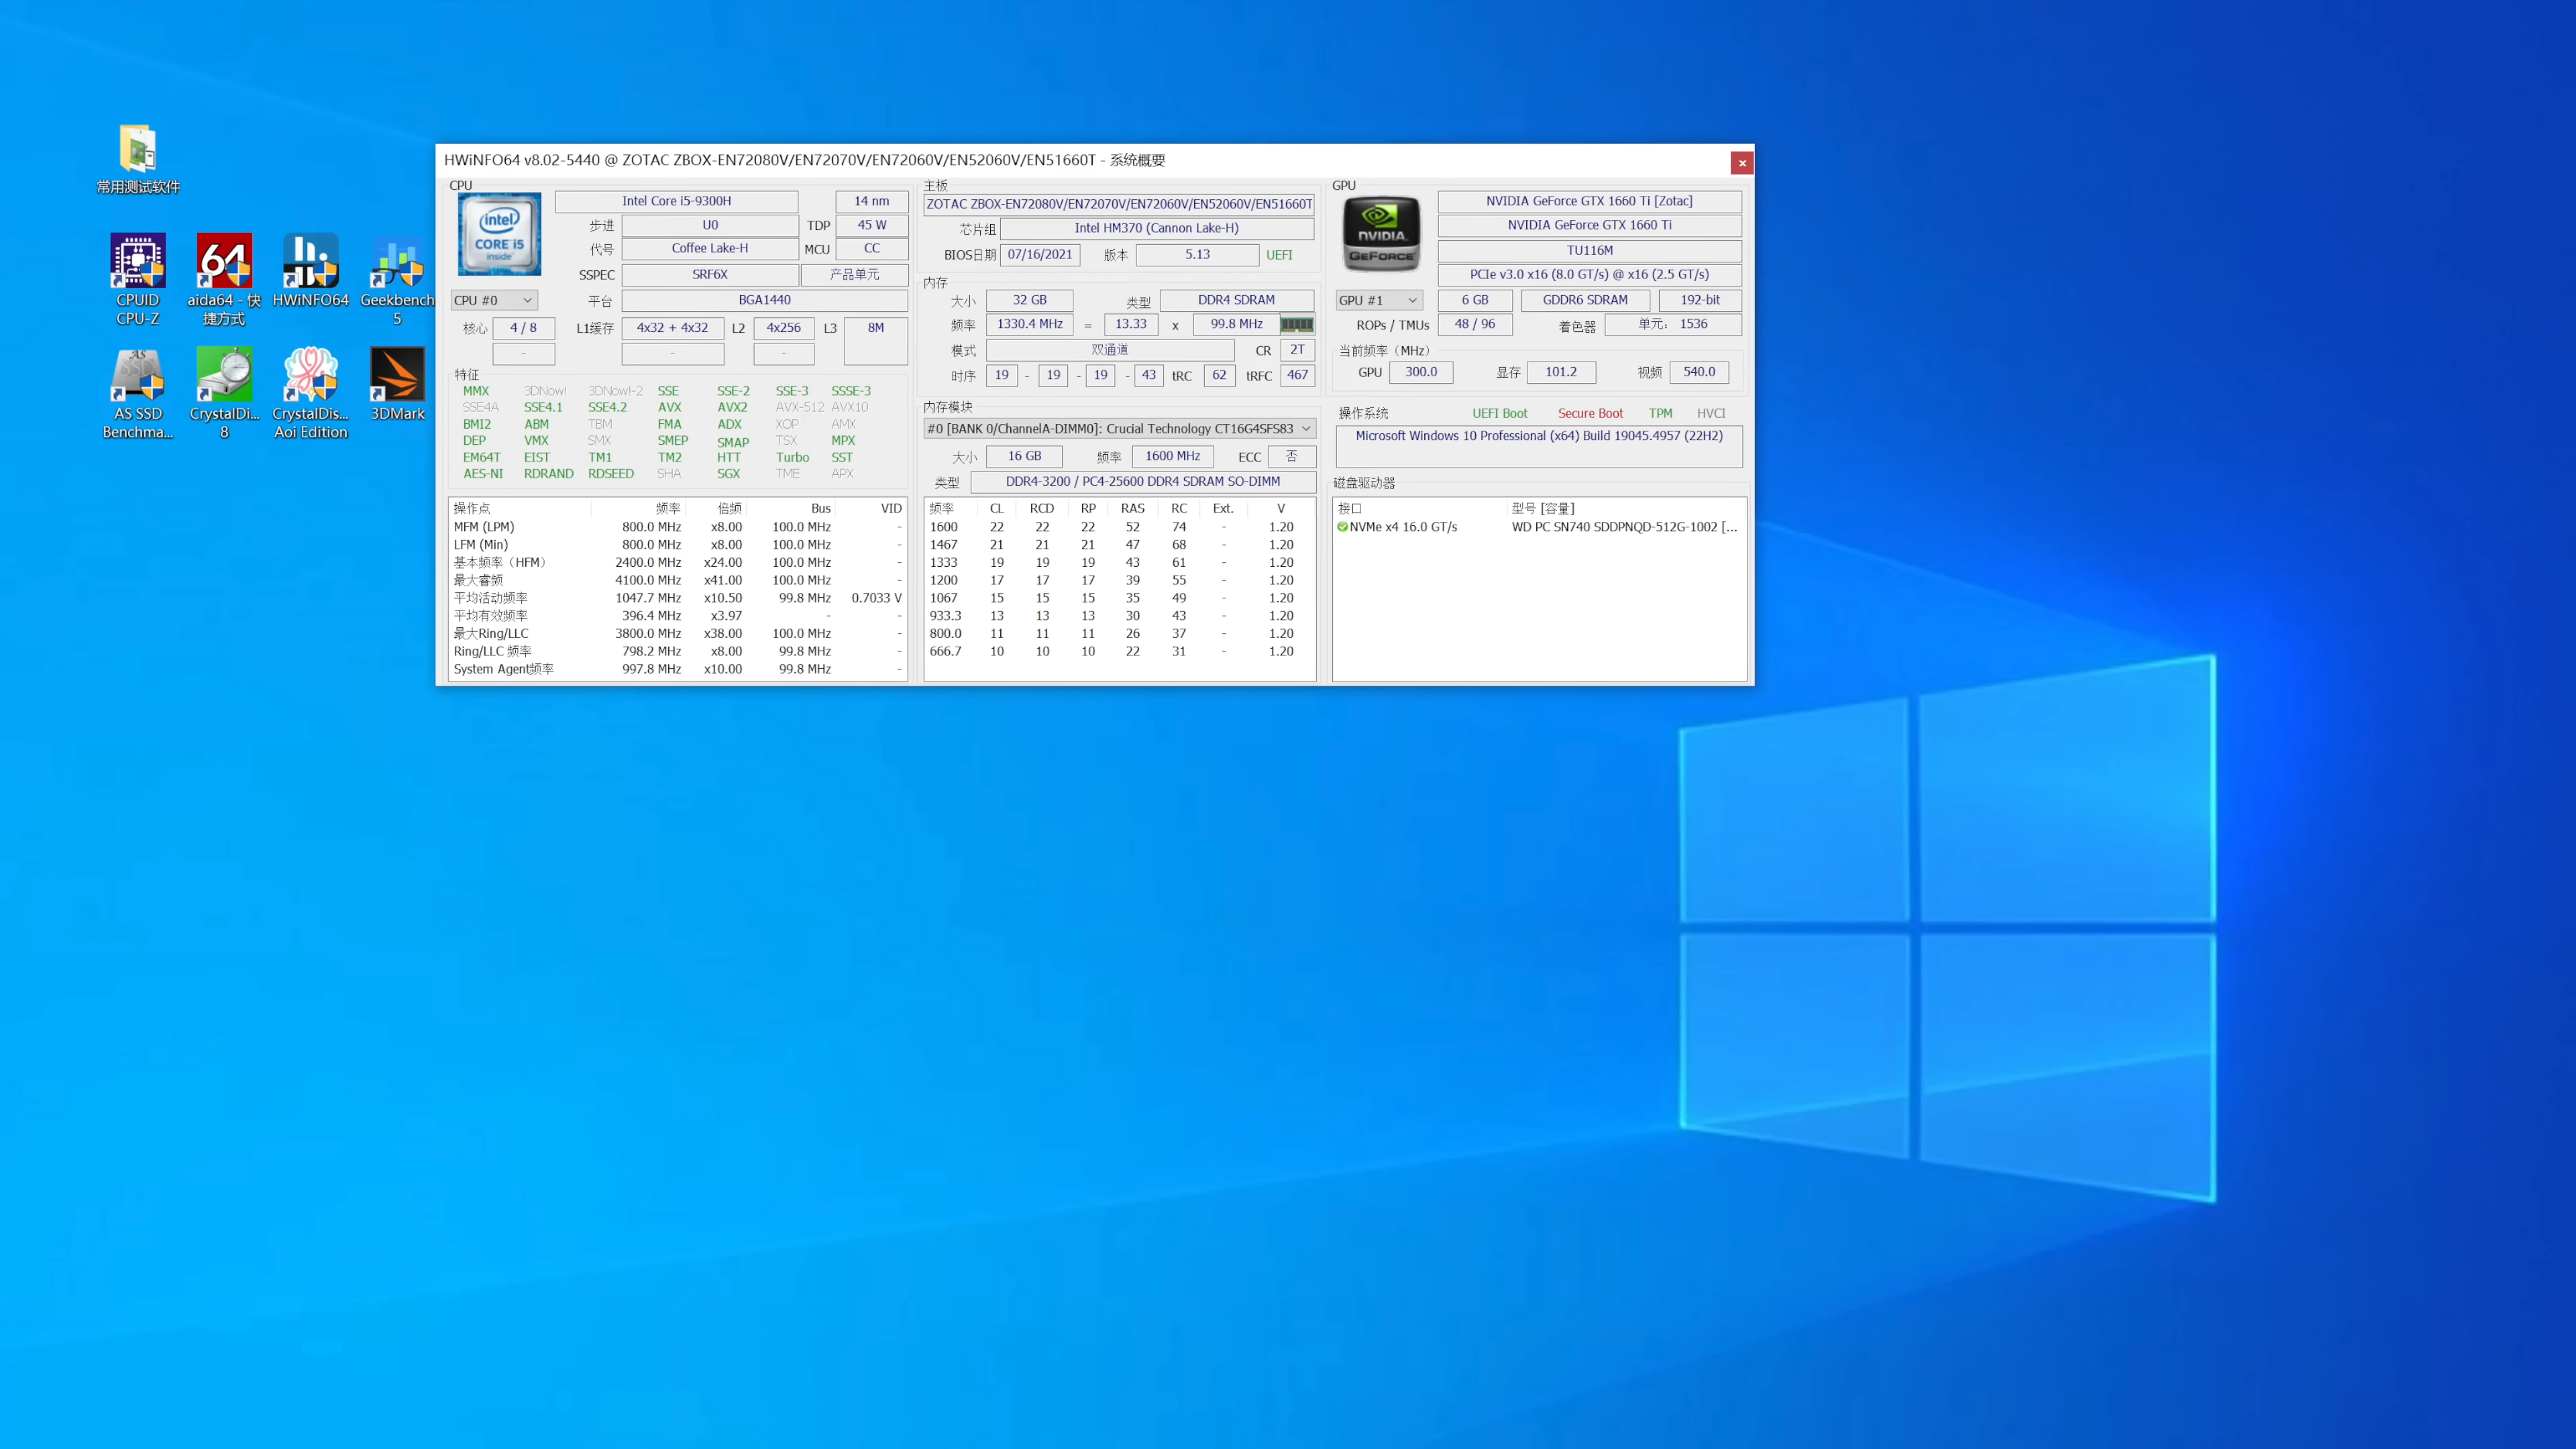 常用测试软件
CPUID CPU-Z
aida64 - 快捷方式
HWiNFO64
Geekbench 5
AS SSD Benchma...
CrystalDi... 8
CrystalDis... Aoi Edition
3DMark
HWiNFO64 v8.02-5440 @ ZOTAC ZBOX-EN72080V/EN72070V/EN72060V/EN52060V/EN51660T - 系统概要
CPU
intel CORE i5 inside
Intel Core i5-9300H 14 nm
步进 U0 TDP 45 W
代号 Coffee Lake-H MCU CC
SSPEC SRF6X 产品单元
CPU #0 平台 BGA1440
核心 4 / 8 L1缓存 4x32 + 4x32 L2 4x256 L3 8M
- - -
特征
MMX 3DNow! 3DNow!-2 SSE SSE-2 SSE-3 SSSE-3
SSE4A SSE4.1 SSE4.2 AVX AVX2 AVX-512 AVX10
BMI2 ABM TBM FMA ADX XOP AMX
DEP VMX SMX SMEP SMAP TSX MPX
EM64T EIST TM1 TM2 HTT Turbo SST
AES-NI RDRAND RDSEED SHA SGX TME APX
操作点 频率 倍频 Bus VID
MFM (LPM) 800.0 MHz x8.00 100.0 MHz -
LFM (Min) 800.0 MHz x8.00 100.0 MHz -
基本频率（HFM） 2400.0 MHz x24.00 100.0 MHz -
最大睿频 4100.0 MHz x41.00 100.0 MHz -
平均活动频率 1047.7 MHz x10.50 99.8 MHz 0.7033 V
平均有效频率 396.4 MHz x3.97 - -
最大Ring/LLC 3800.0 MHz x38.00 100.0 MHz -
Ring/LLC 频率 798.2 MHz x8.00 99.8 MHz -
System Agent频率 997.8 MHz x10.00 99.8 MHz -
主板
ZOTAC ZBOX-EN72080V/EN72070V/EN72060V/EN52060V/EN51660T
芯片组 Intel HM370 (Cannon Lake-H)
BIOS日期 07/16/2021 版本 5.13 UEFI
内存
大小 32 GB 类型 DDR4 SDRAM
频率 1330.4 MHz = 13.33 x 99.8 MHz
模式 双通道 CR 2T
时序 19 - 19 - 19 - 43 tRC 62 tRFC 467
内存模块
#0 [BANK 0/ChannelA-DIMM0]: Crucial Technology CT16G4SFS83
大小 16 GB 频率 1600 MHz ECC 否
类型 DDR4-3200 / PC4-25600 DDR4 SDRAM SO-DIMM
频率 CL RCD RP RAS RC Ext. V
1600 22 22 22 52 74 - 1.20
1467 21 21 21 47 68 - 1.20
1333 19 19 19 43 61 - 1.20
1200 17 17 17 39 55 - 1.20
1067 15 15 15 35 49 - 1.20
933.3 13 13 13 30 43 - 1.20
800.0 11 11 11 26 37 - 1.20
666.7 10 10 10 22 31 - 1.20
GPU
NVIDIA GEFORCE
NVIDIA GeForce GTX 1660 Ti [Zotac]
NVIDIA GeForce GTX 1660 Ti
TU116M
PCIe v3.0 x16 (8.0 GT/s) @ x16 (2.5 GT/s)
GPU #1 6 GB GDDR6 SDRAM 192-bit
ROPs / TMUs 48 / 96 着色器 单元： 1536
当前频率（MHz）
GPU 300.0 显存 101.2 视频 540.0
操作系统 UEFI Boot Secure Boot TPM HVCI
Microsoft Windows 10 Professional (x64) Build 19045.4957 (22H2)
磁盘驱动器
接口 型号 [容量]
NVMe x4 16.0 GT/s WD PC SN740 SDDPNQD-512G-1002 [...